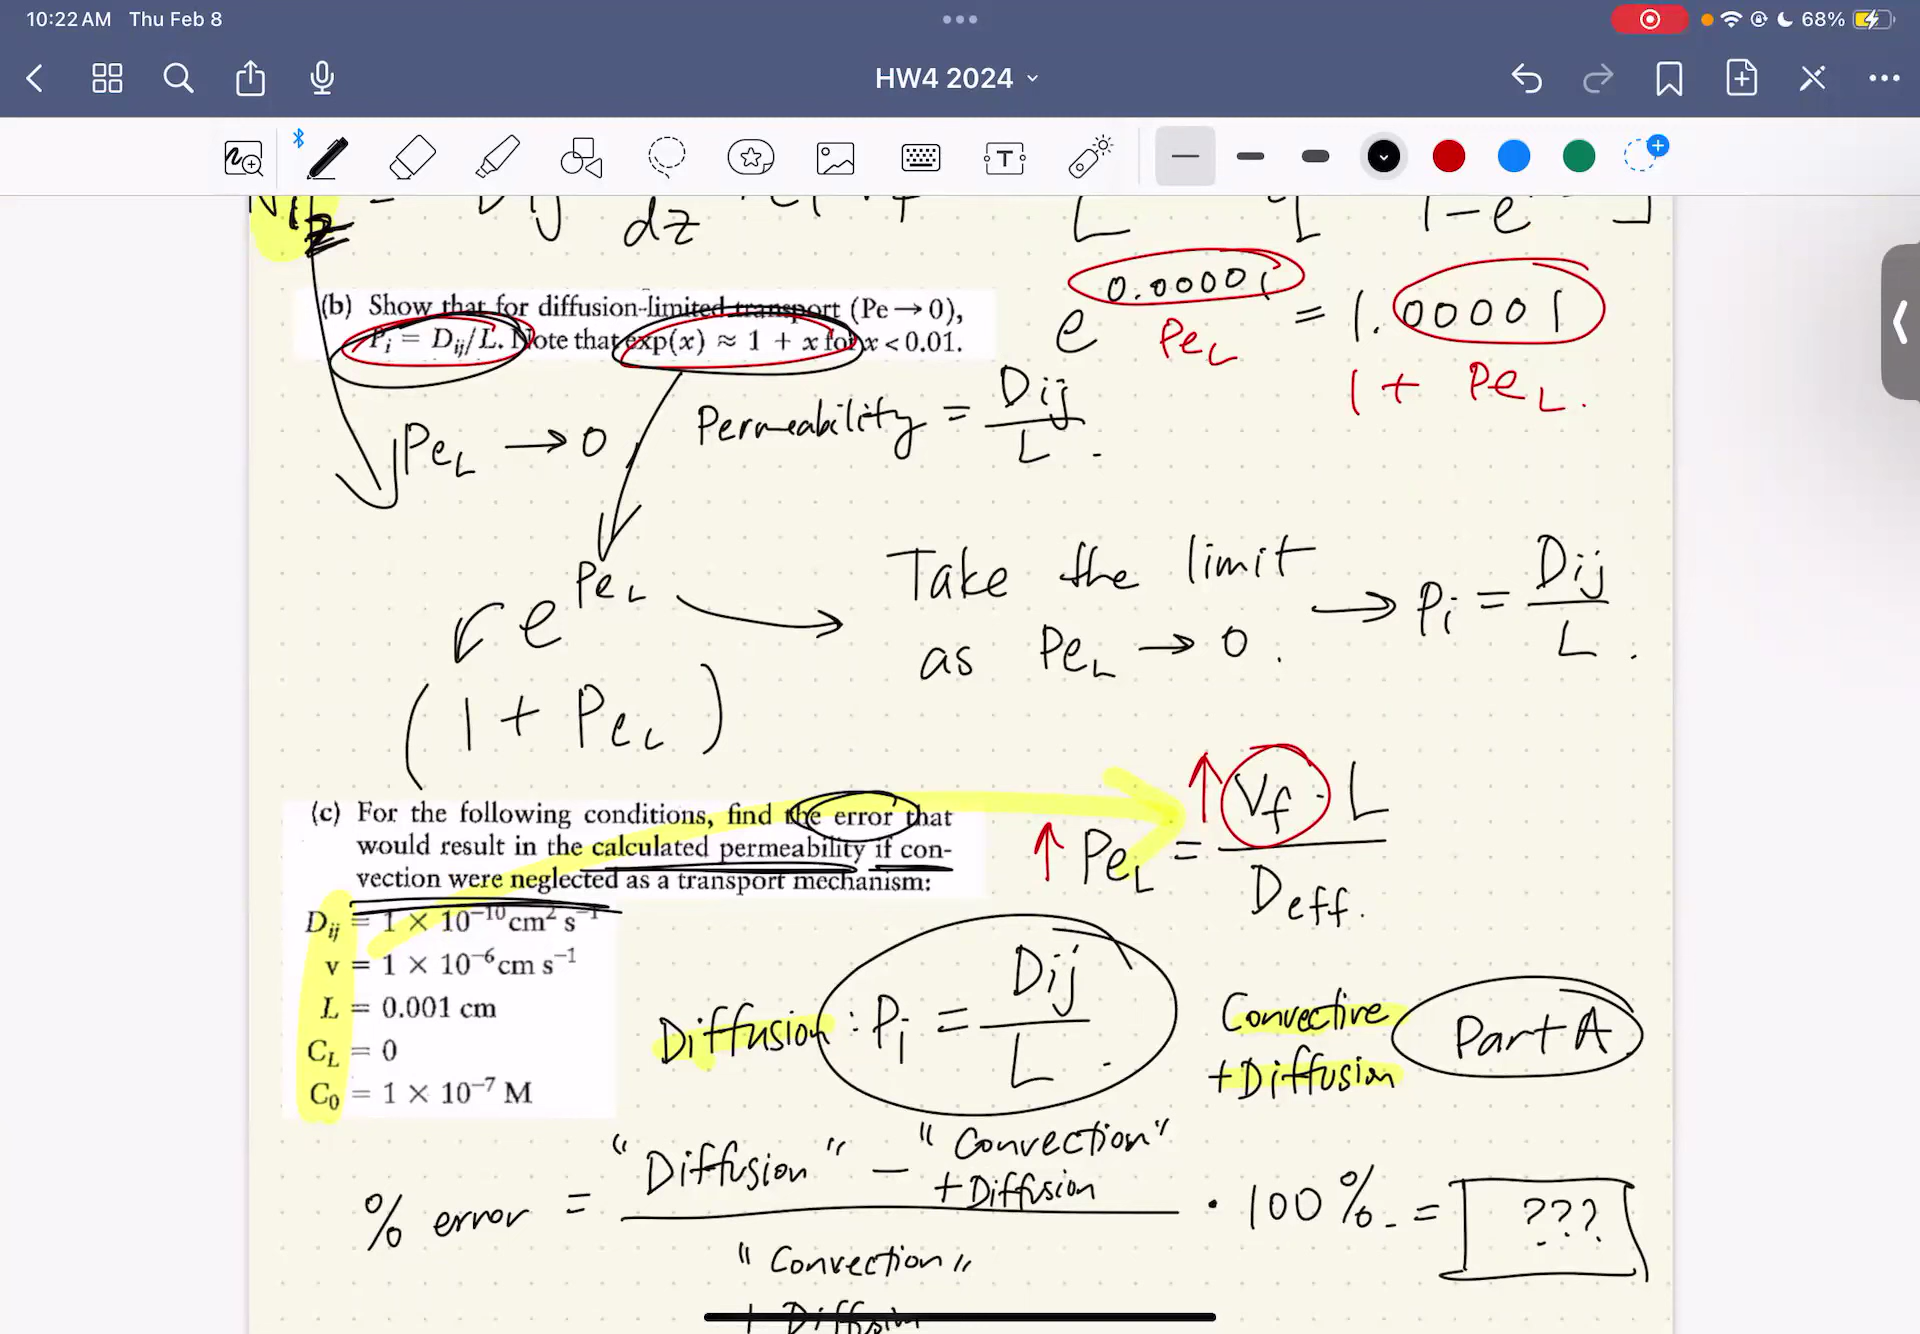 10:22 AM Thu Feb 8
68%
HW4 2024
T
dz
1-e
(b) Show that for diffusion-limited transport (Pe → 0),
Pi = Dij/L. Note that exp(x) ≈ 1 + x for x < 0.01.
e^0.00001 = 1.00001
PeL
1 + PeL.
PeL → 0
Permeability = Dij / L.
e^PeL → Take the limit as PeL → 0. → Pi = Dij / L.
(1 + PeL)
(c) For the following conditions, find the error that
would result in the calculated permeability if con-
vection were neglected as a transport mechanism:
↑ PeL = ↑ Vf · L / Deff.
Dij = 1 × 10⁻¹⁰ cm² s⁻¹
v = 1 × 10⁻⁶ cm s⁻¹
L = 0.001 cm
CL = 0
C0 = 1 × 10⁻⁷ M
Diffusion : Pi = Dij / L.
Convective
+Diffusion
Part A
% error = "Diffusion" - "Convection" +Diffusion
"Convection"
+ Diffusion
· 100 %. = ???